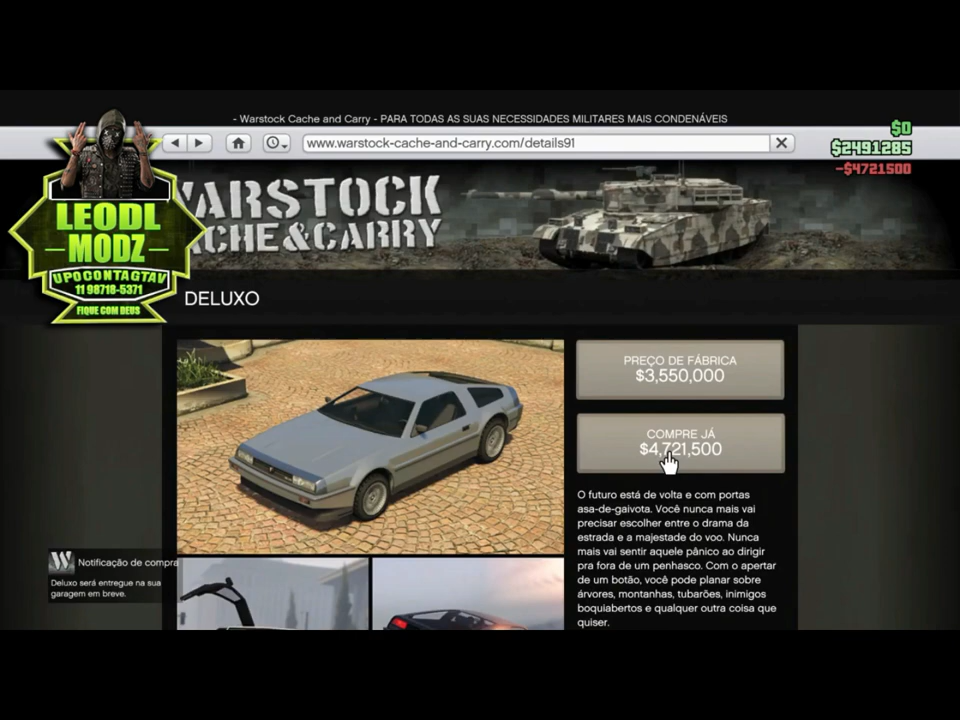 - Warstock Cache and Carry - PARA TODAS AS SUAS NECESSIDADES MILITARES MAIS CONDENÁVEIS
www.warstock-cache-and-carry.com/details91
$0
$2491285
-$4721500
WARSTOCK
CACHE&CARRY
LEODL
MODZ
UPO CONTA GTAV
11 98718-5371
FIQUE COM DEUS
DELUXO
PREÇO DE FÁBRICA
$3,550,000
COMPRE JÁ
$4,721,500
O futuro está de volta e com portas
asa-de-gaivota. Você nunca mais vai
precisar escolher entre o drama da
estrada e a majestade do voo. Nunca
mais vai sentir aquele pânico ao dirigir
pra fora de um penhasco. Com o apertar
de um botão, você pode planar sobre
árvores, montanhas, tubarões, inimigos
boquiabertos e qualquer outra coisa que
quiser.
W Notificação de compra
Deluxo será entregue na sua
garagem em breve.